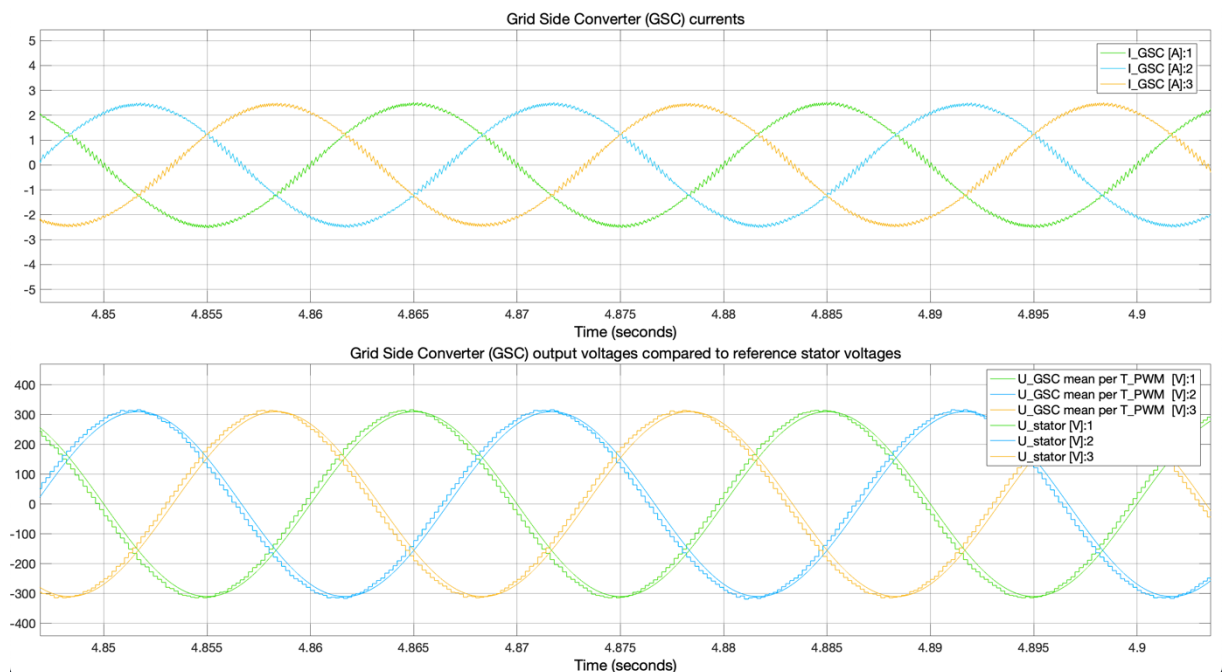 Grid Side Converter (GSC) currents
5
4
3
2
1
0
-1
-2
-3
-4
-5
I_GSC [A]:1
I_GSC [A]:2
I_GSC [A]:3
4.85 4.855 4.86 4.865 4.87 4.875 4.88 4.885 4.89 4.895 4.9
Time (seconds)
Grid Side Converter (GSC) output voltages compared to reference stator voltages
400
300
200
100
0
-100
-200
-300
-400
U_GSC mean per T_PWM [V]:1
U_GSC mean per T_PWM [V]:2
U_GSC mean per T_PWM [V]:3
U_stator [V]:1
U_stator [V]:2
U_stator [V]:3
4.85 4.855 4.86 4.865 4.87 4.875 4.88 4.885 4.89 4.895 4.9
Time (seconds)